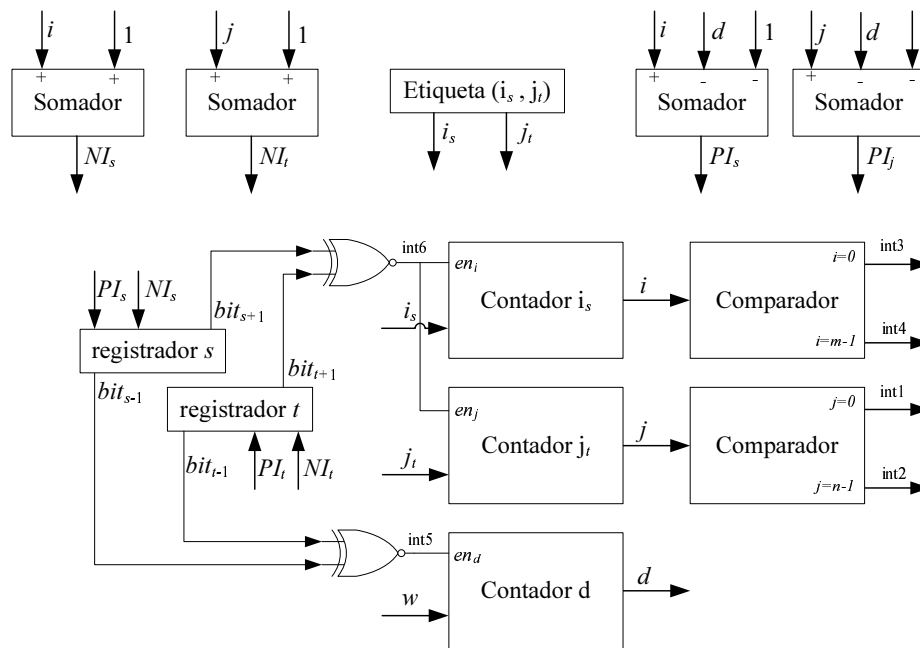 i 1 j 1 i d 1 j d
+ + + + + - - + - -
Somador Somador Etiqueta (iₛ , jₜ) Somador Somador
NIₛ NIₜ iₛ jₜ PIₛ PIⱼ
int6 int3
enᵢ i=0
PIₛ NIₛ bitₛ₊₁ iₛ Contador iₛ i Comparador
registrador s int4
i=m-1
bitₛ₋₁ bitₜ₊₁
registrador t enⱼ j=0 int1
PIₜ NIₜ jₜ Contador jₜ j Comparador
bitₜ₋₁ int2
j=n-1
int5
en_d
w Contador d d